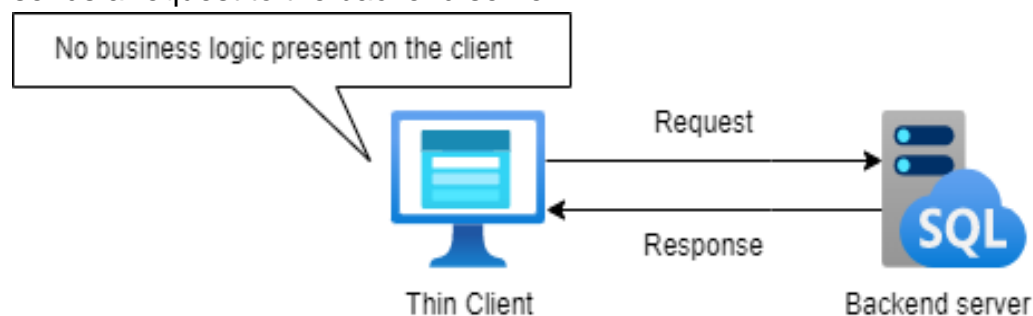 No business logic present on the client
Request
SQL
Response
Thin Client
Backend server